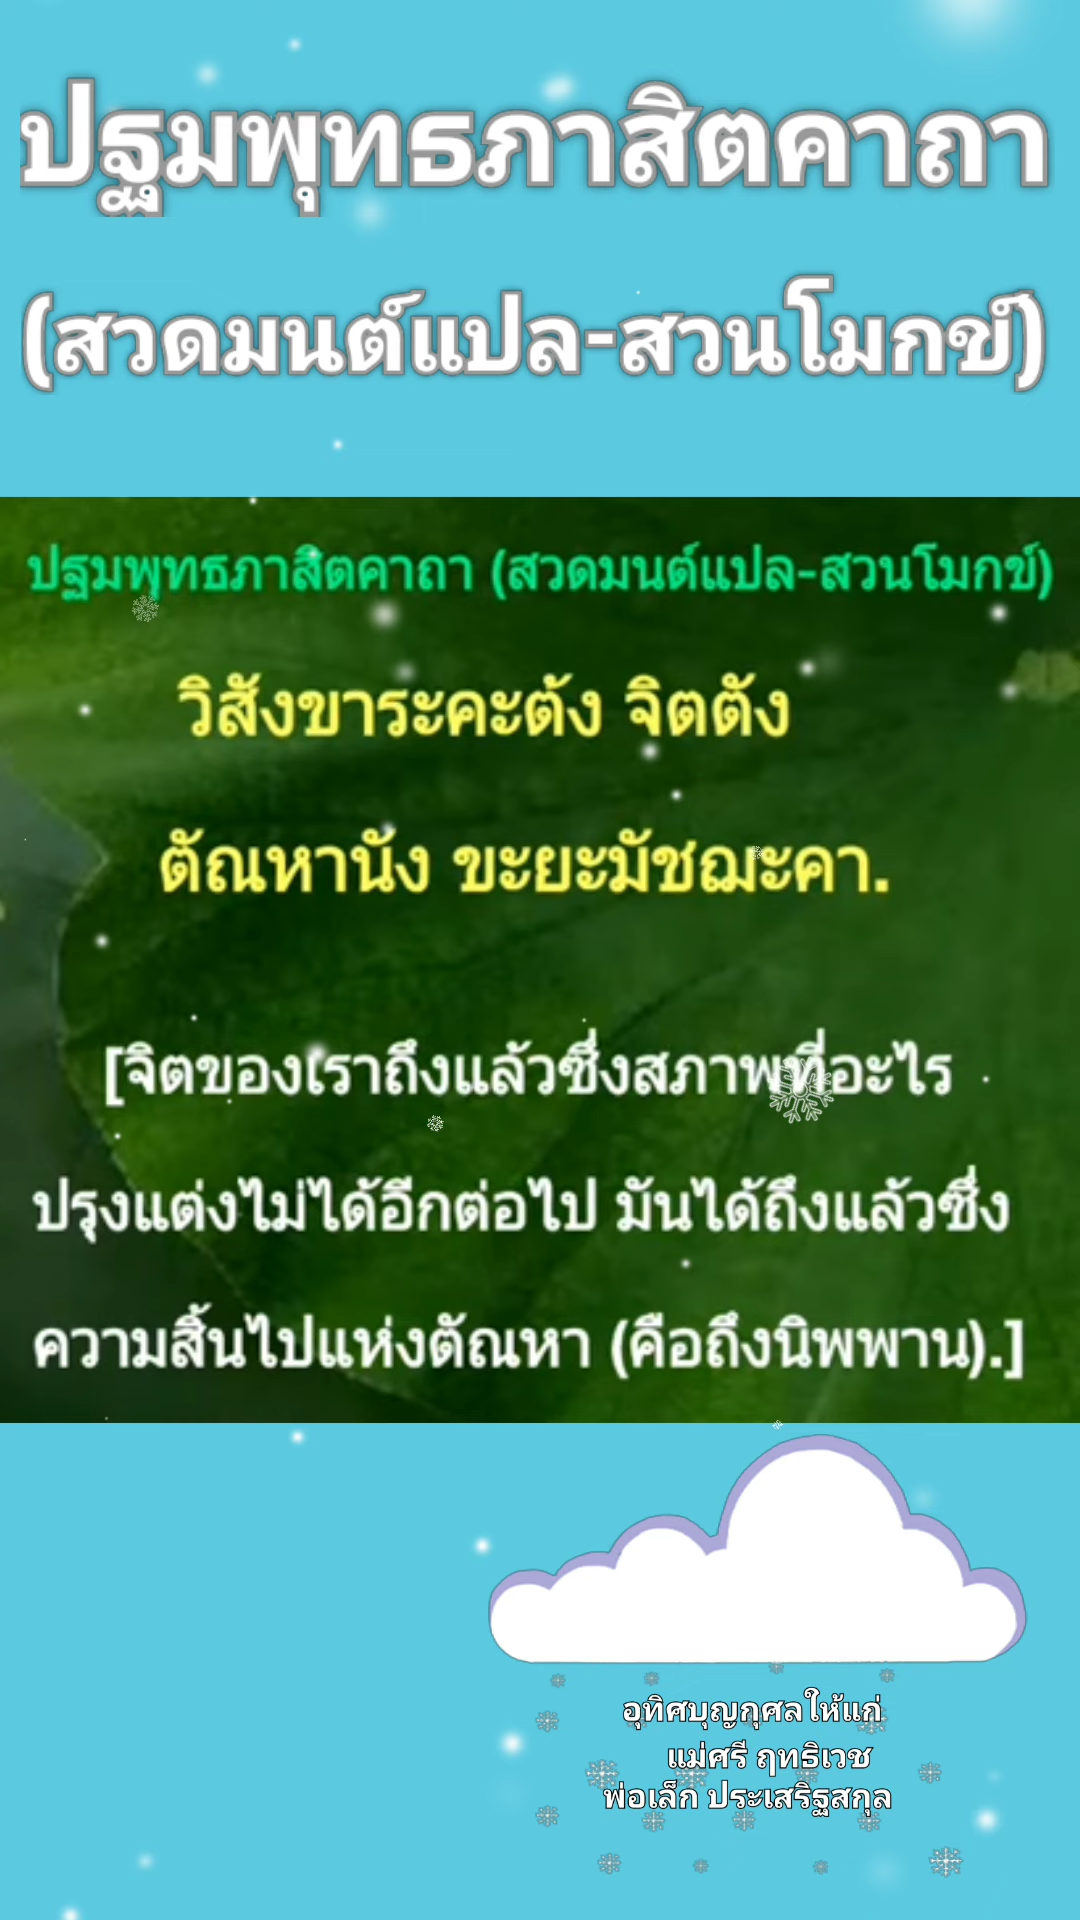 ปฐมพุทธภาสิตคาถา
(สวดมนต์แปล-สวนโมกข์)
ปฐมพุทธภาสิตคาถา (สวดมนต์แปล-สวนโมกข์)
วิสังขาระคะตัง จิตตัง
ตัณหานัง ขะยะมัชฌะคา.
[จิตของเราถึงแล้วซึ่งสภาพที่อะไร
ปรุงแต่งไม่ได้อีกต่อไป มันได้ถึงแล้วซึ่ง
ความสิ้นไปแห่งตัณหา (คือถึงนิพพาน).]
อุทิศบุญกุศลให้แก่
แม่ศรี ฤทธิเวช
พ่อเล็ก ประเสริฐสกุล